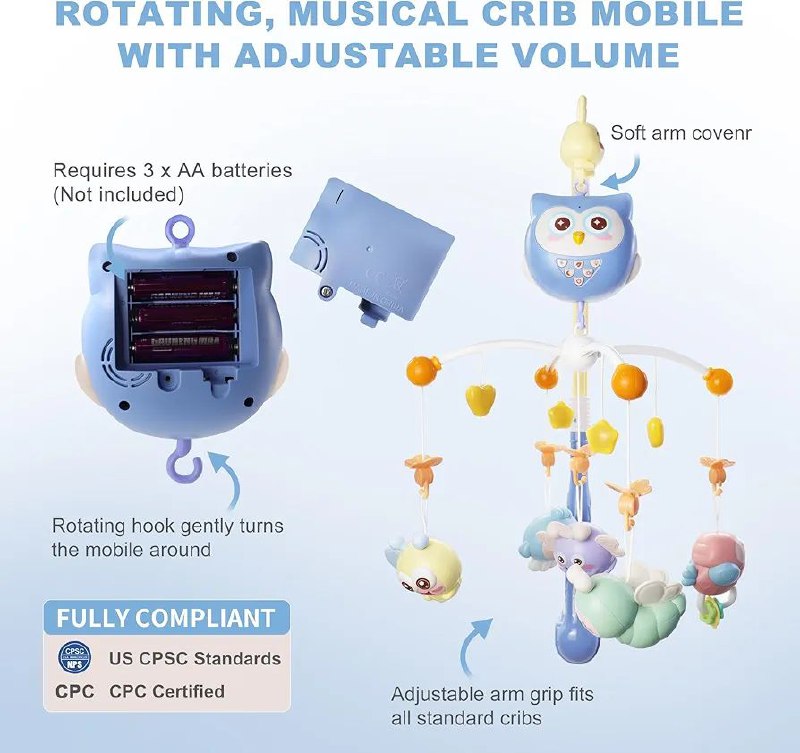 ROTATING, MUSICAL CRIB MOBILE
WITH ADJUSTABLE VOLUME
Soft arm covenr
Requires 3 x AA batteries
(Not included)
Rotating hook gently turns
the mobile around
FULLY COMPLIANT
CPSC
NPS
US CPSC Standards
CPC CPC Certified
Adjustable arm grip fits
all standard cribs